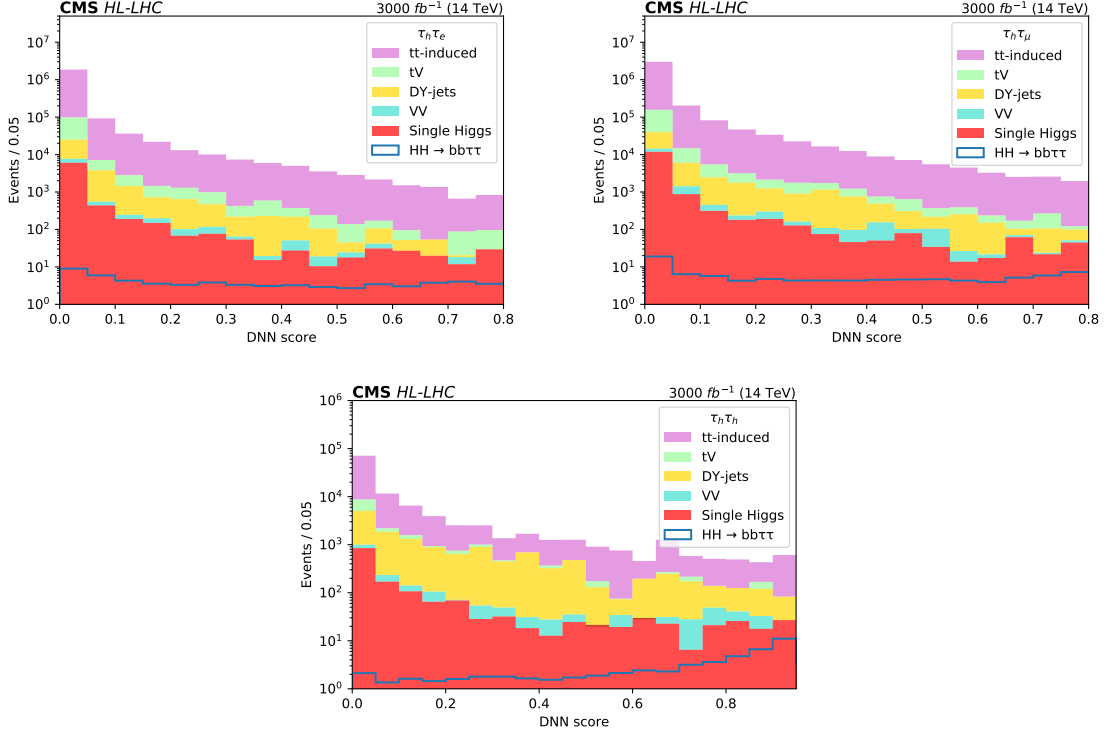 CMS HL-LHC 3000 fb⁻¹ (14 TeV)
τₕτₑ
tt-induced
tV
DY-jets
VV
Single Higgs
HH → bbττ
Events / 0.05
10⁷
10⁶
10⁵
10⁴
10³
10²
10¹
10⁰
0.0 0.1 0.2 0.3 0.4 0.5 0.6 0.7 0.8
DNN score
CMS HL-LHC 3000 fb⁻¹ (14 TeV)
τₕτμ
tt-induced
tV
DY-jets
VV
Single Higgs
HH → bbττ
Events / 0.05
10⁷
10⁶
10⁵
10⁴
10³
10²
10¹
10⁰
0.0 0.1 0.2 0.3 0.4 0.5 0.6 0.7 0.8
DNN score
CMS HL-LHC 3000 fb⁻¹ (14 TeV)
τₕτₕ
tt-induced
tV
DY-jets
VV
Single Higgs
HH → bbττ
Events / 0.05
10⁶
10⁵
10⁴
10³
10²
10¹
10⁰
0.0 0.2 0.4 0.6 0.8
DNN score